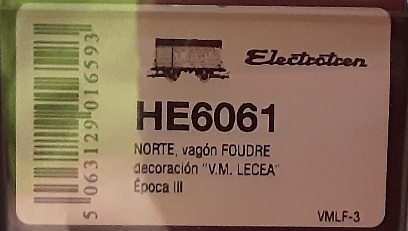 Electrotren
HE6061
NORTE, vagón FOUDRE
decoración "V.M. LECEA"
Época III
VMLF-3
5 063129 016593